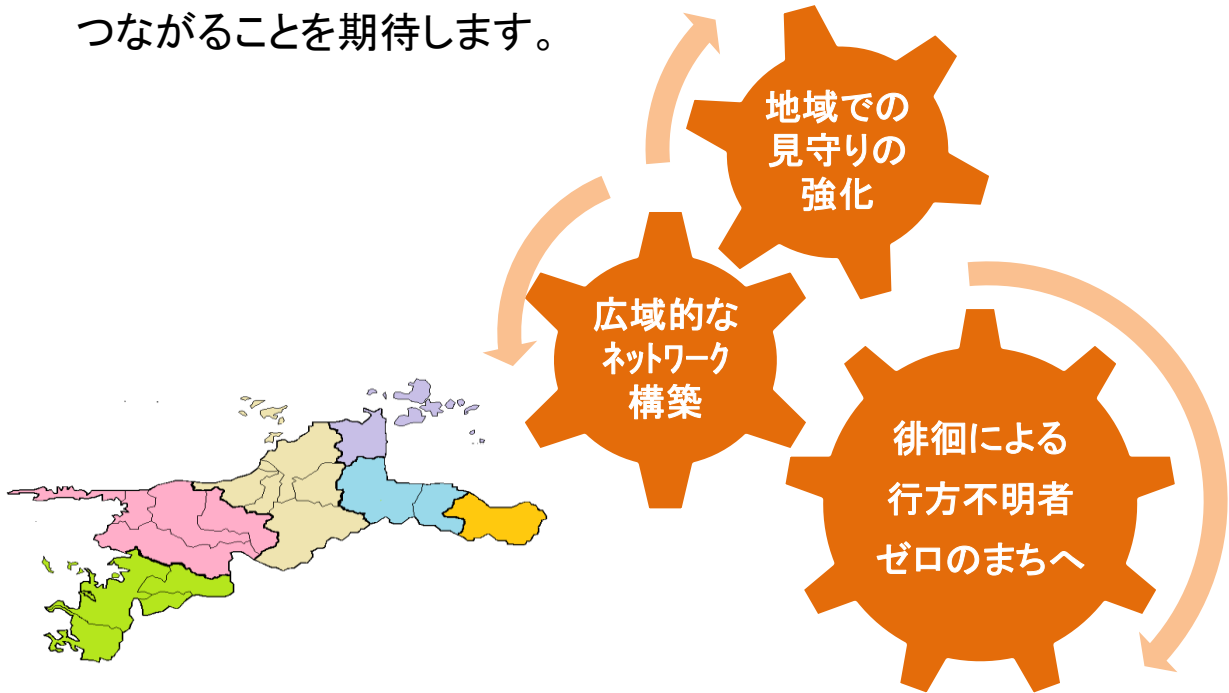 つながることを期待します。
地域での
見守りの
強化
広域的な
ネットワーク
構築
徘徊による
行方不明者
ゼロのまちへ